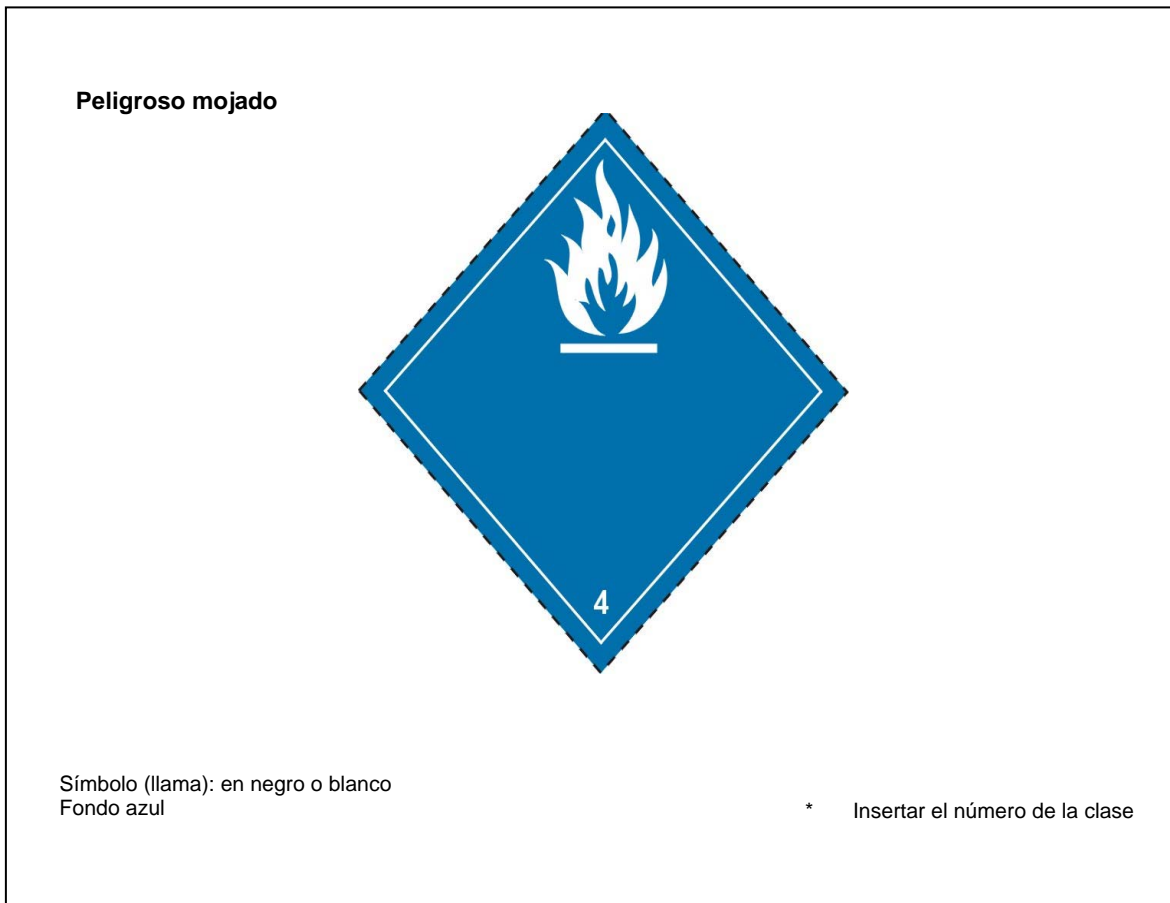 Peligroso mojado
4
Símbolo (llama): en negro o blanco
Fondo azul
* Insertar el número de la clase